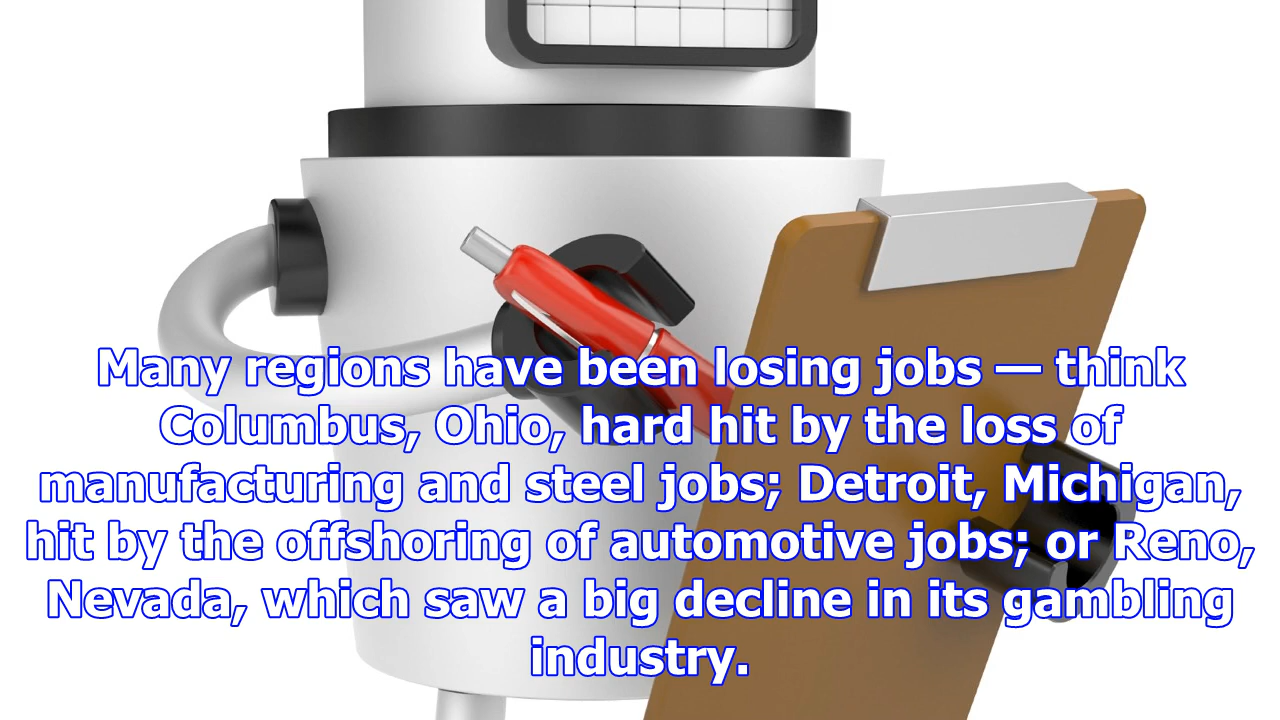 Many regions have been losing jobs — think
Columbus, Ohio, hard hit by the loss of
manufacturing and steel jobs; Detroit, Michigan,
hit by the offshoring of automotive jobs; or Reno,
Nevada, which saw a big decline in its gambling
industry.